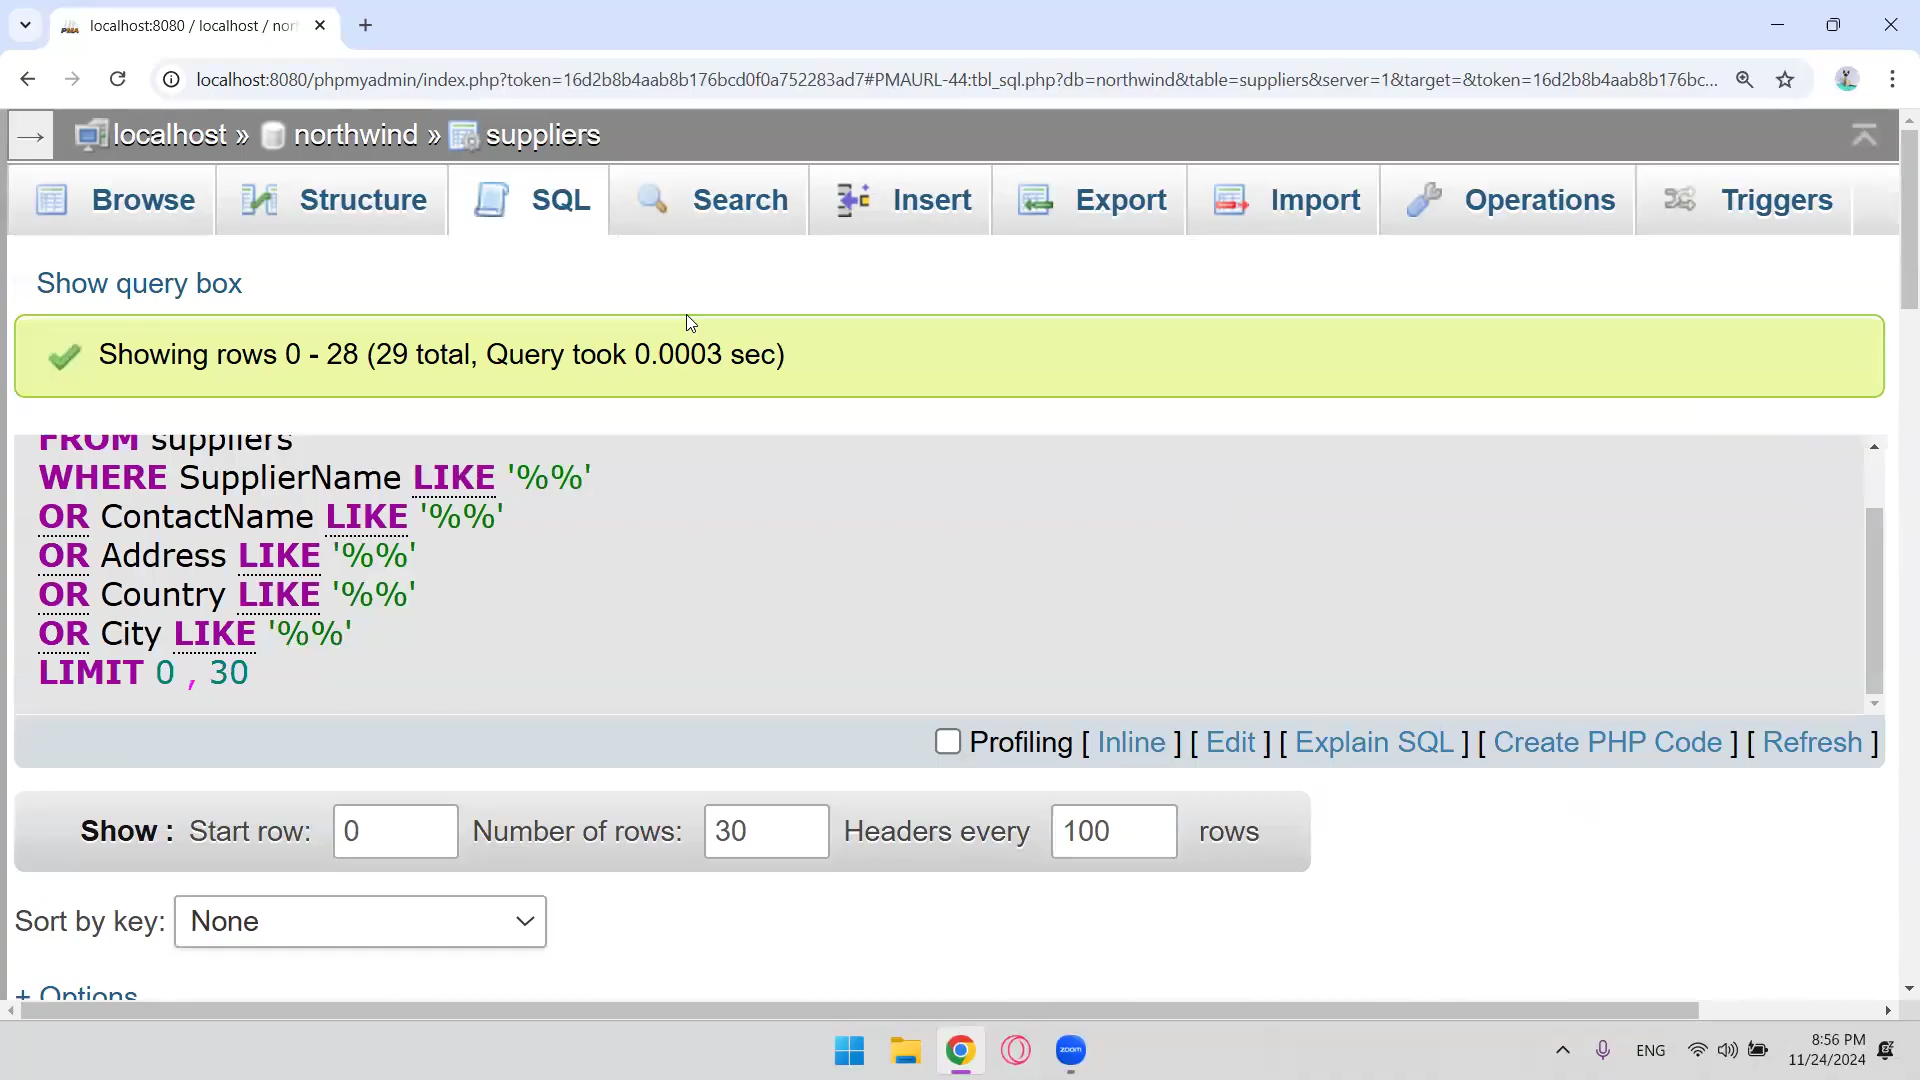 localhost:8080 / localhost / nor
localhost:8080/phpmyadmin/index.php?token=16d2b8b4aab8b176bcd0f0a752283ad7#PMAURL-44:tbl_sql.php?db=northwind&table=suppliers&server=1&target=&token=16d2b8b4aab8b176bc...
localhost » northwind » suppliers
Browse Structure SQL Search Insert Export Import Operations Triggers
Show query box
Showing rows 0 - 28 (29 total, Query took 0.0003 sec)
FROM suppliers
WHERE SupplierName LIKE '%%'
OR ContactName LIKE '%%'
OR Address LIKE '%%'
OR Country LIKE '%%'
OR City LIKE '%%'
LIMIT 0 , 30
Profiling [ Inline ] [ Edit ] [ Explain SQL ] [ Create PHP Code ] [ Refresh ]
Show : Start row: 0 Number of rows: 30 Headers every 100 rows
Sort by key: None
+ Options
zoom
ENG
8:56 PM
11/24/2024